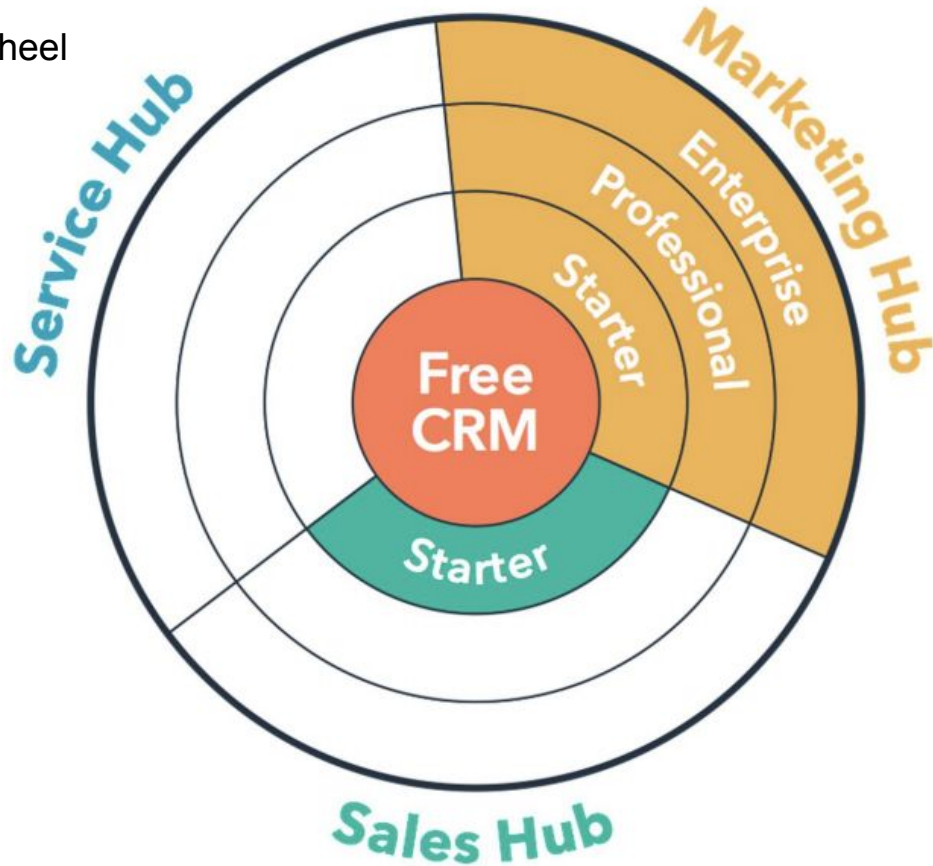 heel
Service Hub
Marketing Hub
Enterprise
Professional
Starter
Free
CRM
Starter
Sales Hub